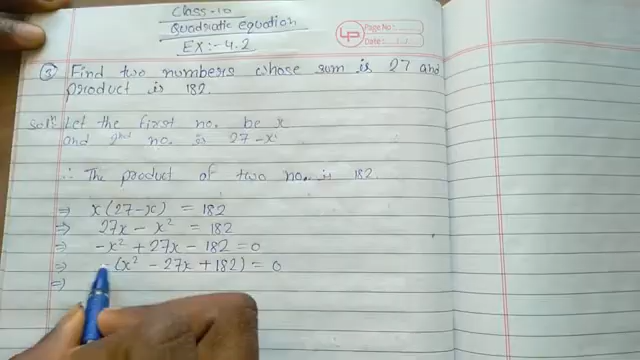 Class-10
Quadratic equation
EX:- 4.2
LP Page No:
Date:
③ Find two numbers whose sum is 27 and
product is 182.
Solⁿ: Let the first no. be x
and 2nd no. is 27-x
∴ The product of two no. is 182.
⇒ x(27-x) = 182
⇒ 27x - x² = 182
⇒ -x² + 27x - 182 = 0
⇒ -(x² - 27x + 182) = 0
⇒